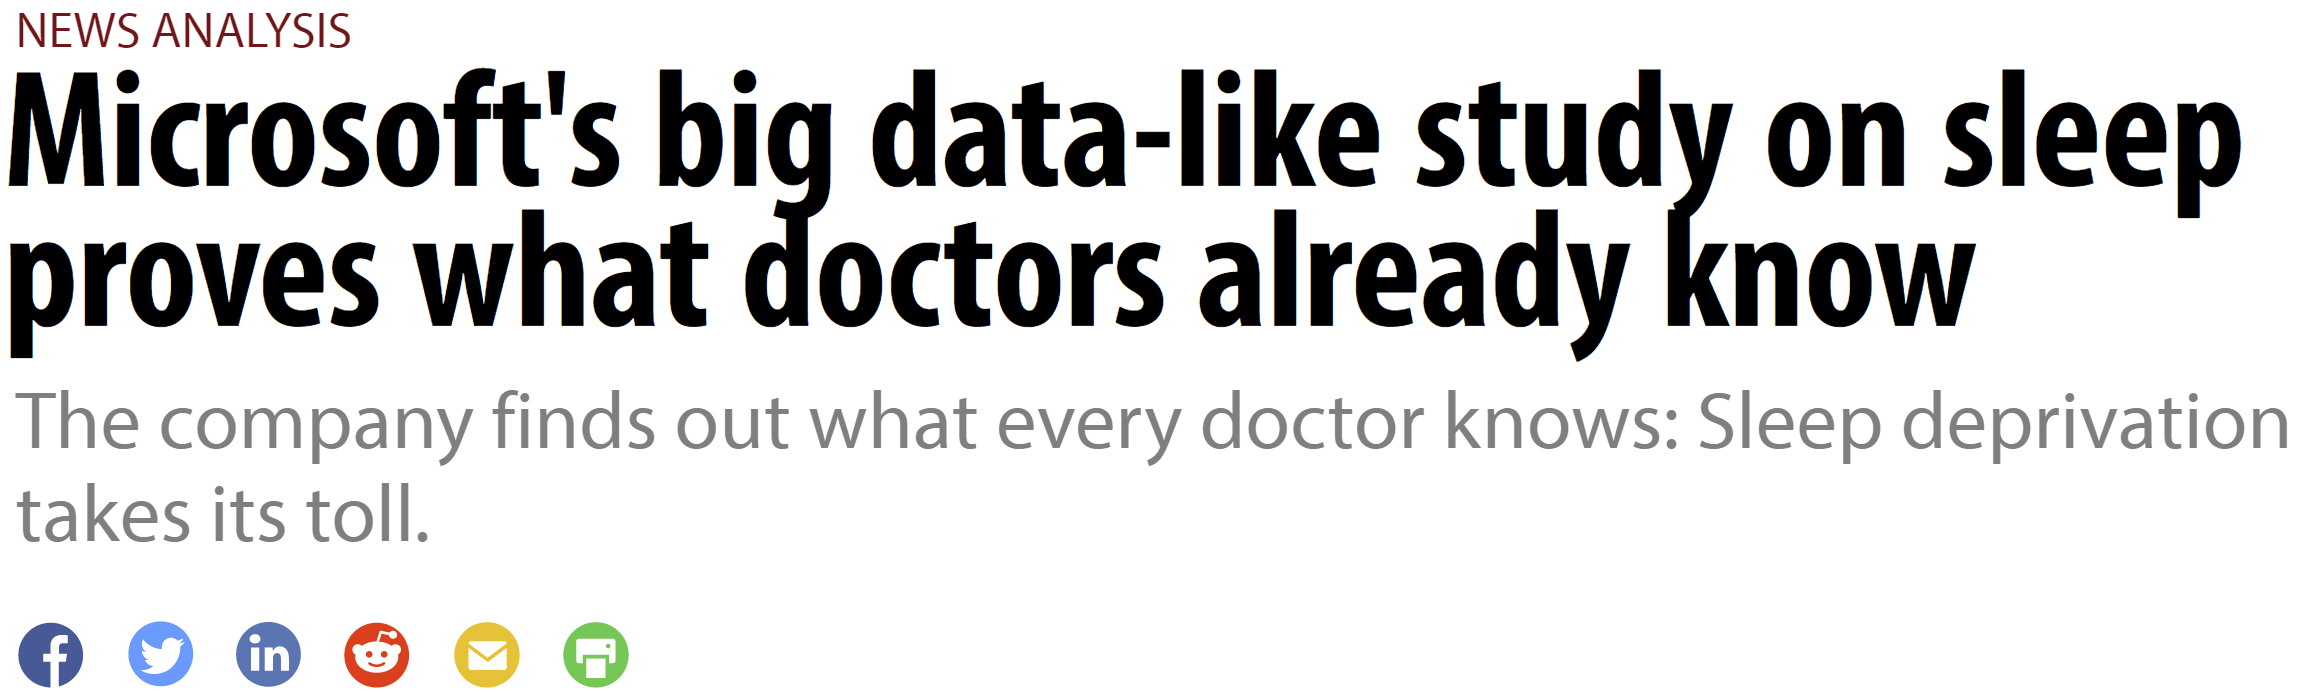 NEWS ANALYSIS
Microsoft's big data-like study on sleep
proves what doctors already know
The company finds out what every doctor knows: Sleep deprivation
takes its toll.